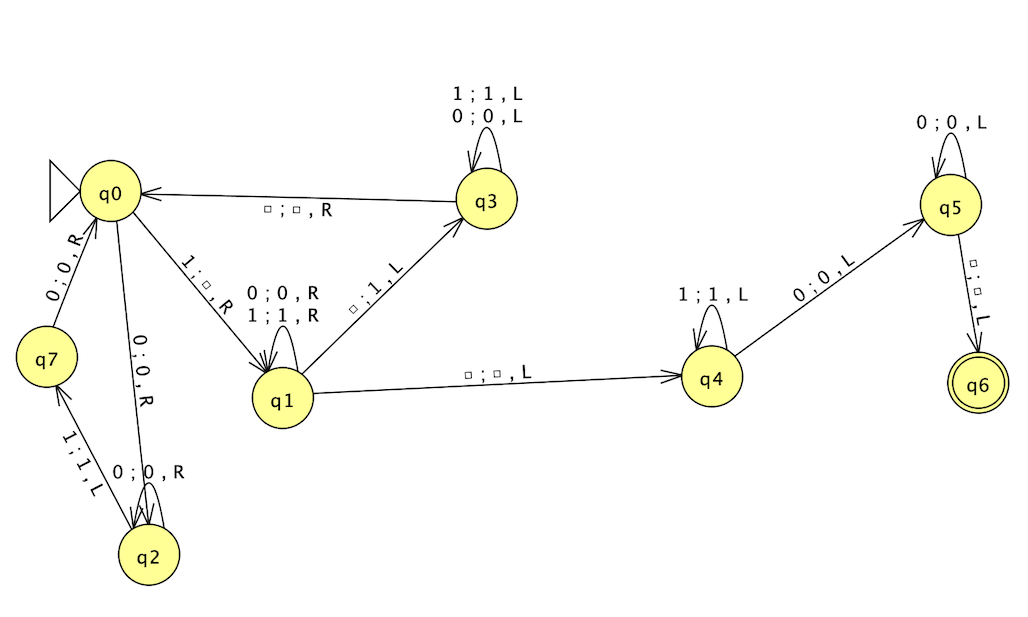 1 ; 1 , L
0 ; 0 , L
0 ; 0 , L
q0
q3
q5
□ ; □ , R
0 ; 0 , R
1 ; □ , R
□ ; 1 , L
0 ; 0 , L
□ ; □ , L
0 ; 0 , R
1 ; 1 , R
1 ; 1 , L
q7
0 ; 0 , R
□ ; □ , L
q4
q6
q1
1 ; 1 , L
0 ; 0 , R
q2